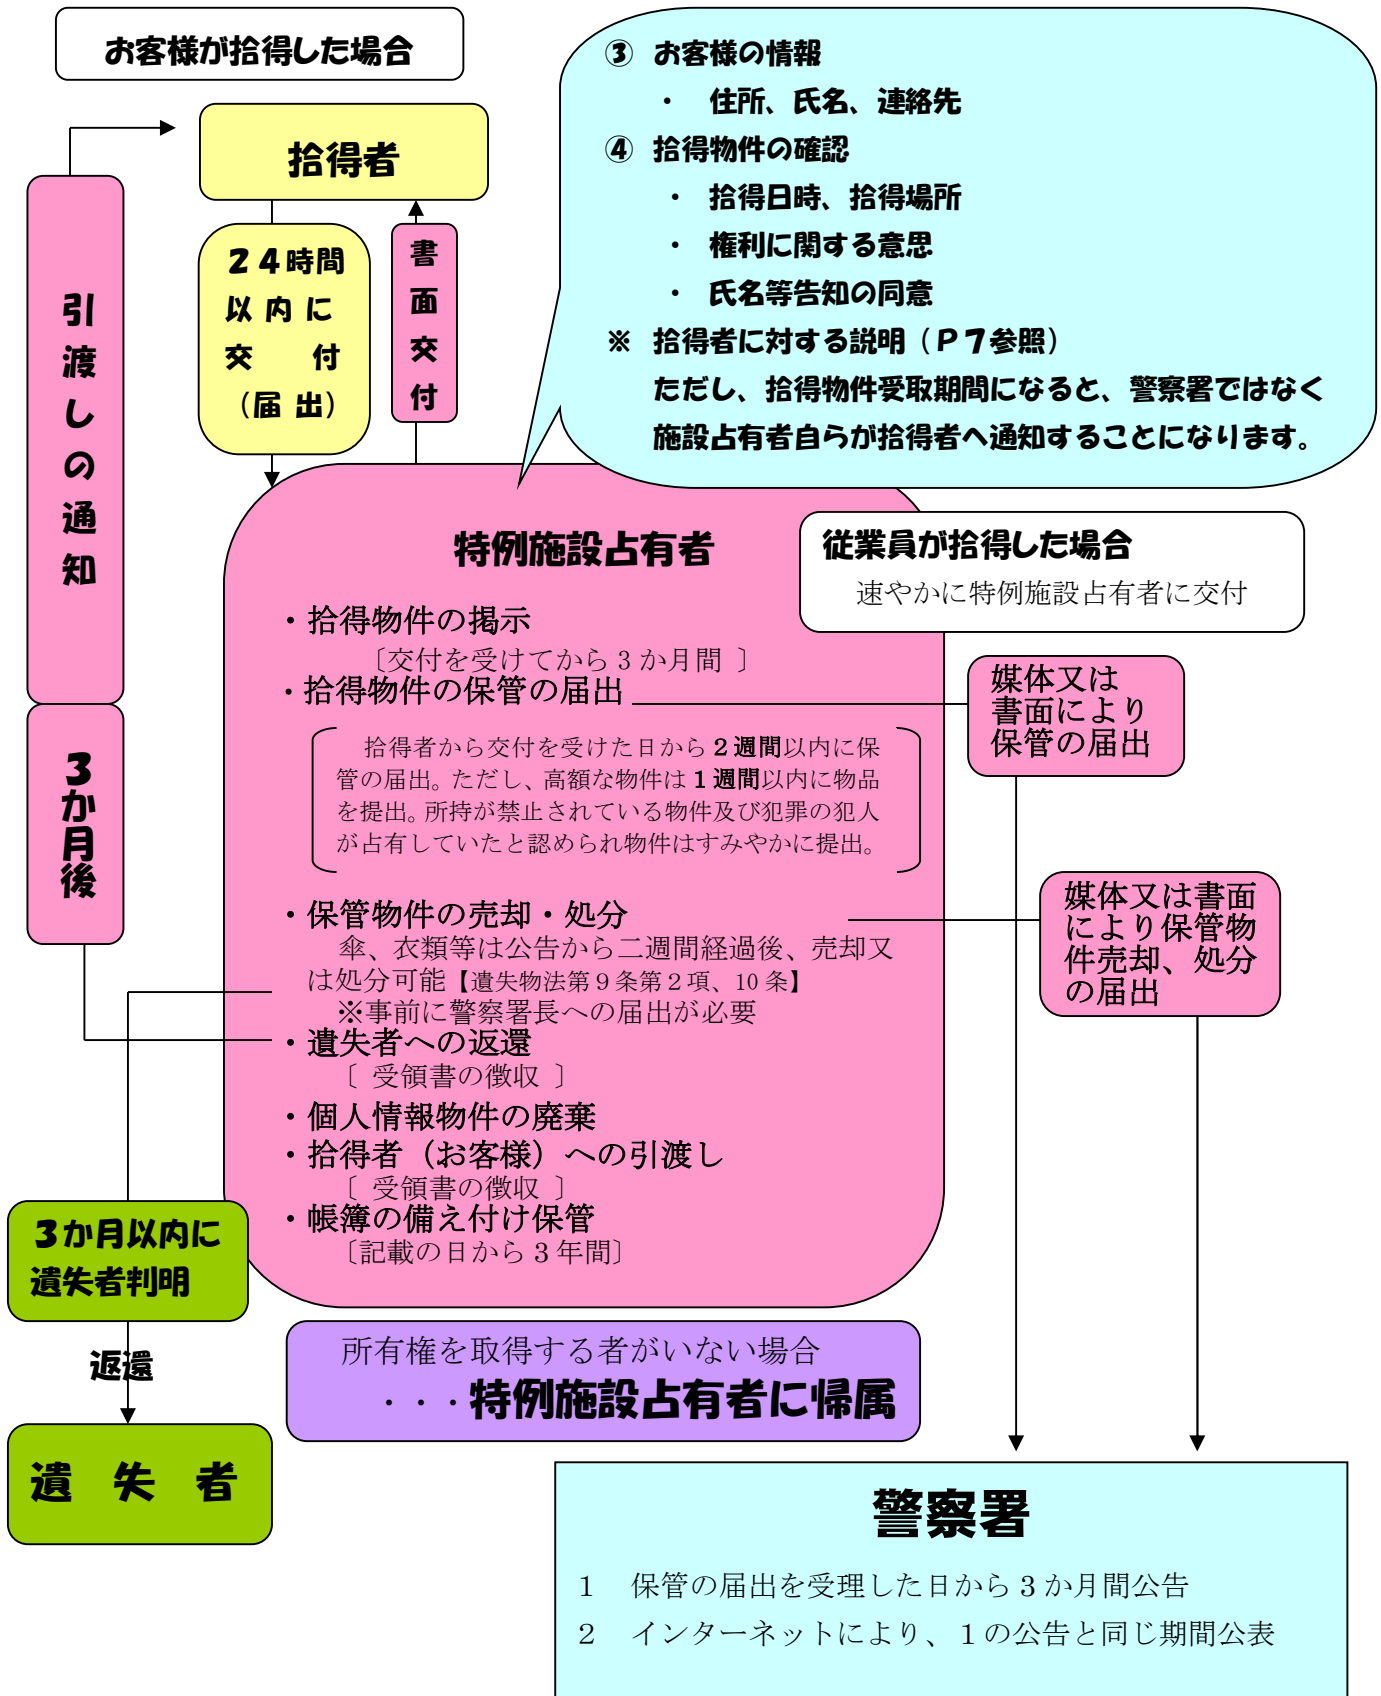 お客様が拾得した場合
③ お客様の情報
・ 住所、氏名、連絡先
④ 拾得物件の確認
・ 拾得日時、拾得場所
・ 権利に関する意思
・ 氏名等告知の同意
※ 拾得者に対する説明（Ｐ７参照）
ただし、拾得物件受取期間になると、警察署ではなく
施設占有者自らが拾得者へ通知することになります。
拾得者
２４時間
以内に
交　付
（届出）
書面交付
引渡しの通知
３か月後
特例施設占有者
従業員が拾得した場合
速やかに特例施設占有者に交付
・拾得物件の掲示
〔交付を受けてから３か月間 〕
・拾得物件の保管の届出
拾得者から交付を受けた日から２週間以内に保
管の届出。ただし、高額な物件は１週間以内に物品
を提出。所持が禁止されている物件及び犯罪の犯人
が占有していたと認められ物件はすみやかに提出。
媒体又は
書面により
保管の届出
・保管物件の売却・処分
傘、衣類等は公告から二週間経過後、売却又
は処分可能【遺失物法第９条第２項、10 条】
※事前に警察署長への届出が必要
媒体又は書面
により保管物
件売却、処分
の届出
・遺失者への返還
〔 受領書の徴収 〕
・個人情報物件の廃棄
・拾得者（お客様）への引渡し
〔 受領書の徴収 〕
・帳簿の備え付け保管
〔記載の日から３年間〕
３か月以内に
遺失者判明
返還
遺 失 者
所有権を取得する者がいない場合
・・・特例施設占有者に帰属
警察署
１　保管の届出を受理した日から３か月間公告
２　インターネットにより、１の公告と同じ期間公表